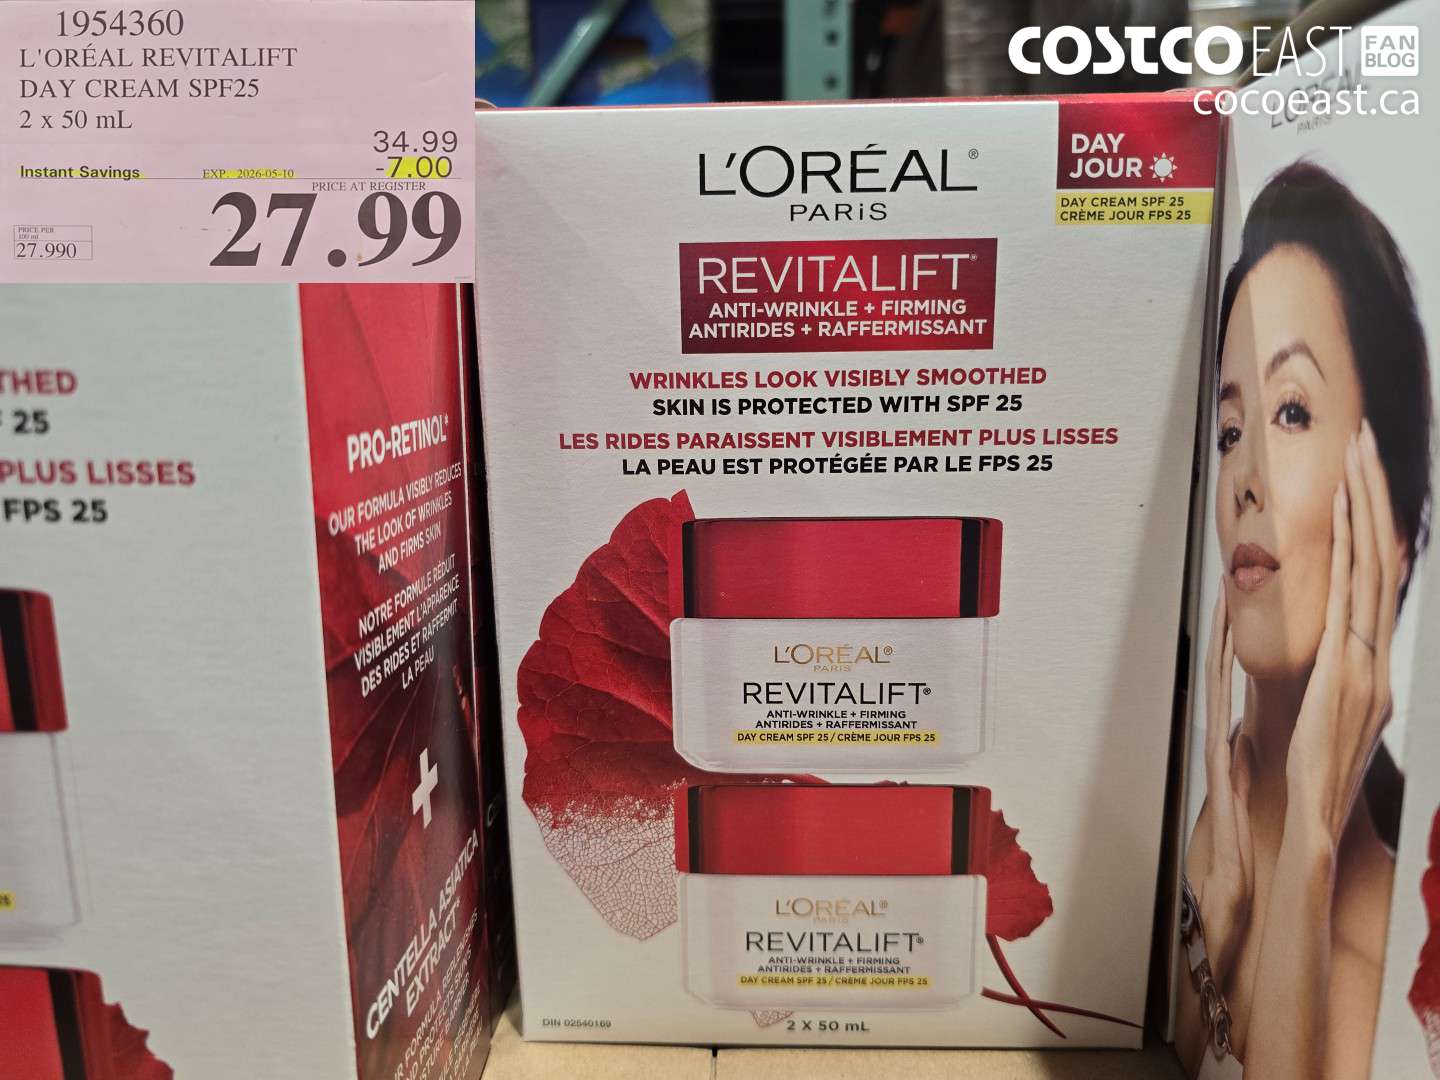 1954360
L'ORÉAL REVITALIFT
DAY CREAM SPF25
2 x 50 mL
34.99
Instant Savings EXP. 2026-05-10 -7.00
PRICE AT REGISTER
27.99
PRICE PER
100 ml
27.990
COSTCO EAST FAN BLOG
cocoeast.ca
L'ORÉAL®
PARiS
DAY
JOUR
DAY CREAM SPF 25
CRÈME JOUR FPS 25
REVITALIFT®
ANTI-WRINKLE + FIRMING
ANTIRIDES + RAFFERMISSANT
WRINKLES LOOK VISIBLY SMOOTHED
SKIN IS PROTECTED WITH SPF 25
LES RIDES PARAISSENT VISIBLEMENT PLUS LISSES
LA PEAU EST PROTÉGÉE PAR LE FPS 25
L'ORÉAL®
PARIS
REVITALIFT®
ANTI-WRINKLE + FIRMING
ANTIRIDES + RAFFERMISSANT
DAY CREAM SPF 25 / CRÈME JOUR FPS 25
L'ORÉAL®
PARIS
REVITALIFT®
ANTI-WRINKLE + FIRMING
ANTIRIDES + RAFFERMISSANT
DAY CREAM SPF 25 / CRÈME JOUR FPS 25
DIN 02540169
2 X 50 mL
THED
F 25
PLUS LISSES
FPS 25
25
PRO-RETINOL*
OUR FORMULA VISIBLY REDUCES
THE LOOK OF WRINKLES
AND FIRMS SKIN
NOTRE FORMULE RÉDUIT
VISIBLEMENT L'APPARENCE
DES RIDES ET RAFFERMIT
LA PEAU
+
CENTELLA ASIATICA
EXTRACT*
PARIS